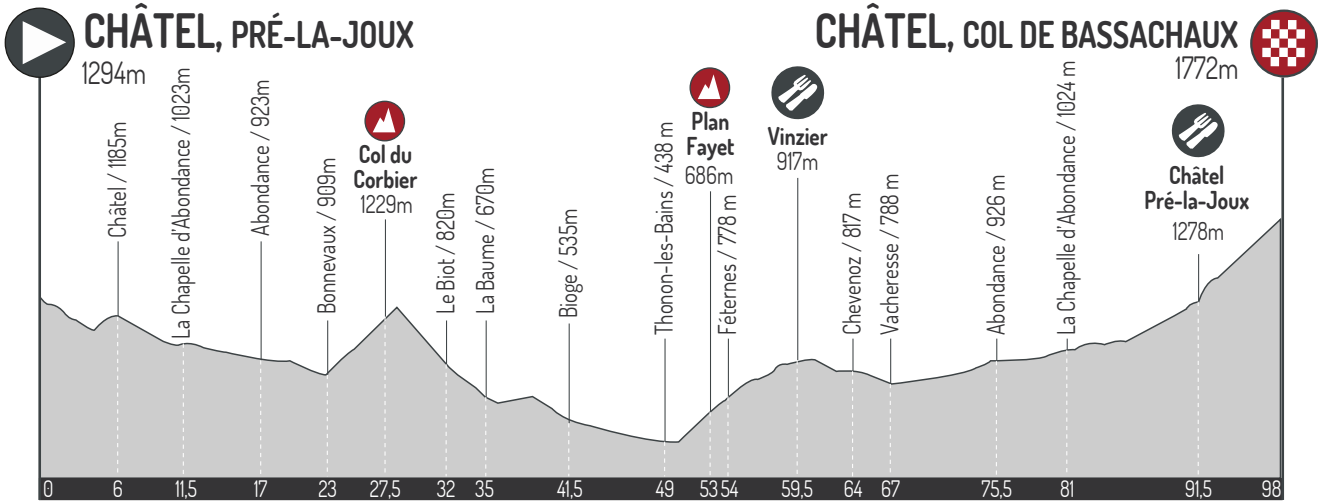 CHÂTEL, PRÉ-LA-JOUX
1294m
CHÂTEL, COL DE BASSACHAUX
1772m
Châtel / 1185m
La Chapelle d'Abondance / 1023m
Abondance / 923m
Bonnevaux / 909m
Col du
Corbier
1229m
Le Biot / 820m
La Baume / 670m
Bioge / 535m
Thonon-les-Bains / 438 m
Plan
Fayet
686m
Féternes / 778 m
Vinzier
917m
Chevenoz / 817 m
Vacheresse / 788 m
Abondance / 926 m
La Chapelle d'Abondance / 1024 m
Châtel
Pré-la-Joux
1278m
0 6 11,5 17 23 27,5 32 35 41,5 49 53 54 59,5 64 67 75,5 81 91,5 98